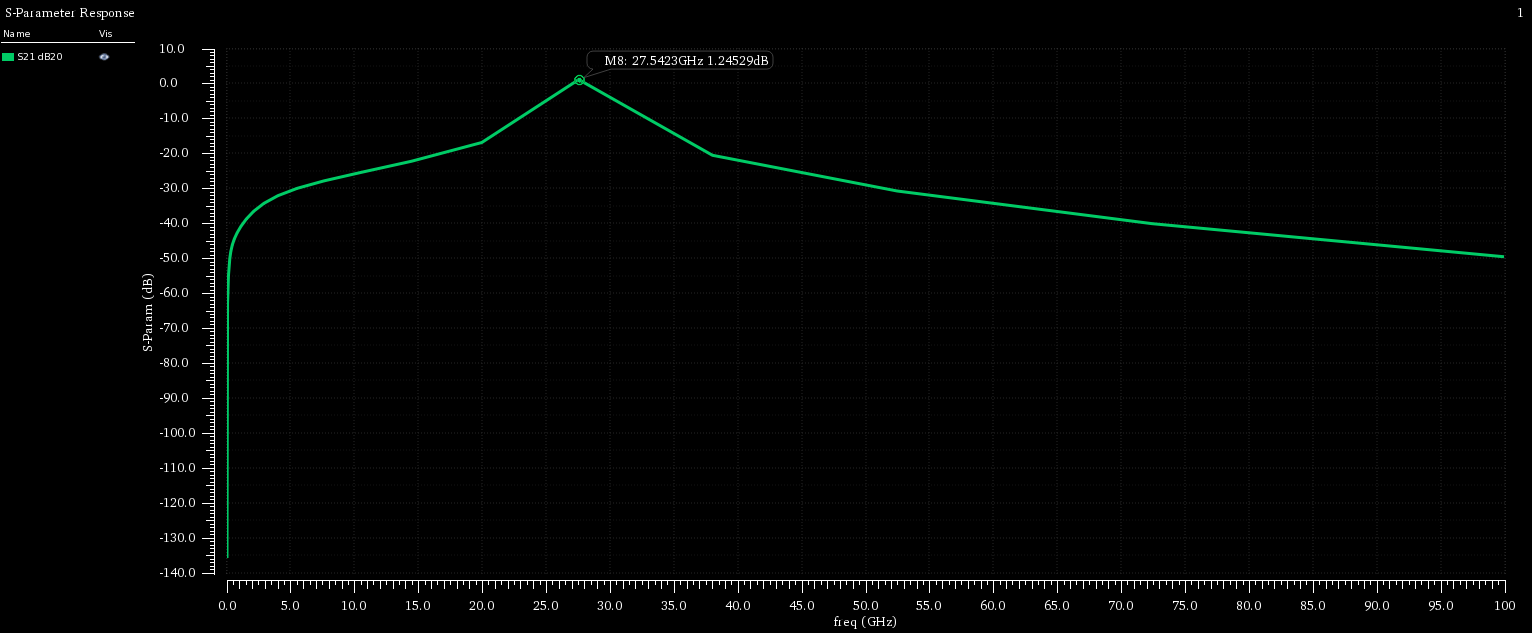 S-Parameter Response
1
Name Vis
S21 dB20
M8: 27.5423GHz 1.24529dB
10.0
0.0
-10.0
-20.0
-30.0
-40.0
-50.0
-60.0
-70.0
-80.0
-90.0
-100.0
-110.0
-120.0
-130.0
-140.0
S-Param (dB)
0.0 5.0 10.0 15.0 20.0 25.0 30.0 35.0 40.0 45.0 50.0 55.0 60.0 65.0 70.0 75.0 80.0 85.0 90.0 95.0 100
freq (GHz)